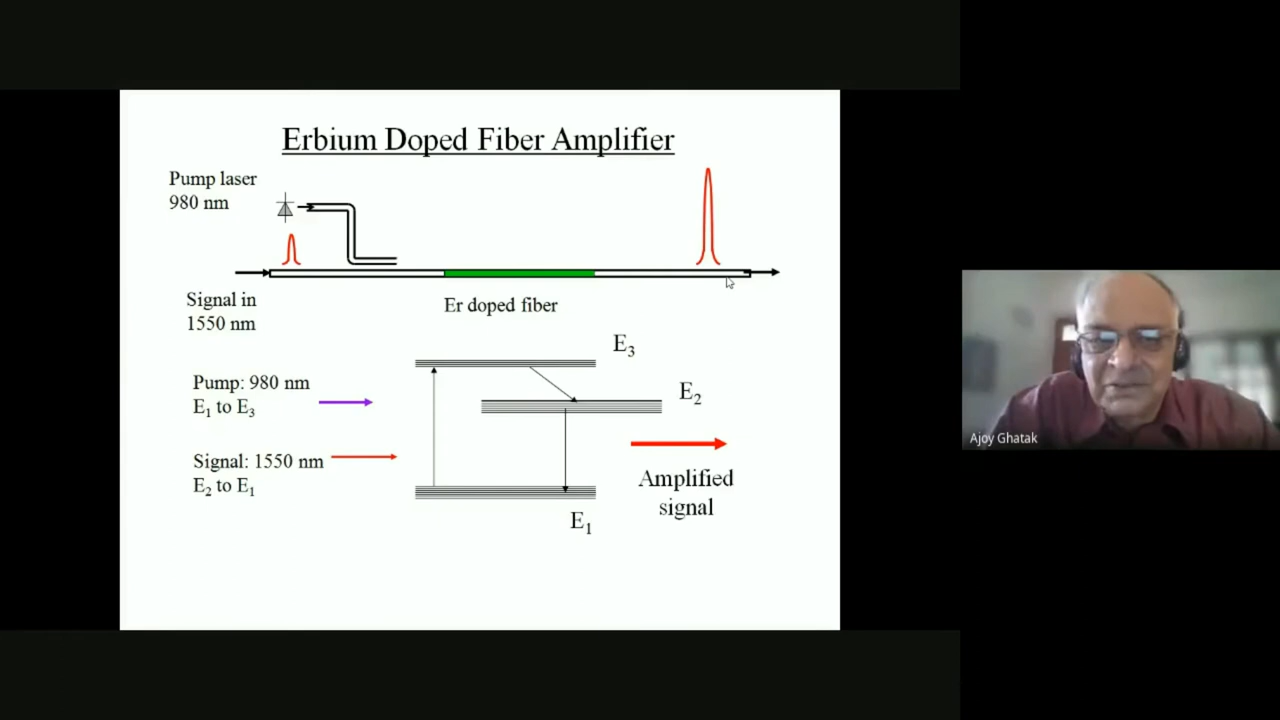 Erbium Doped Fiber Amplifier
Pump laser
980 nm
Signal in
1550 nm
Er doped fiber
E3
Pump: 980 nm
E1 to E3
E2
Signal: 1550 nm
E2 to E1
Amplified
signal
E1
Ajoy Ghatak